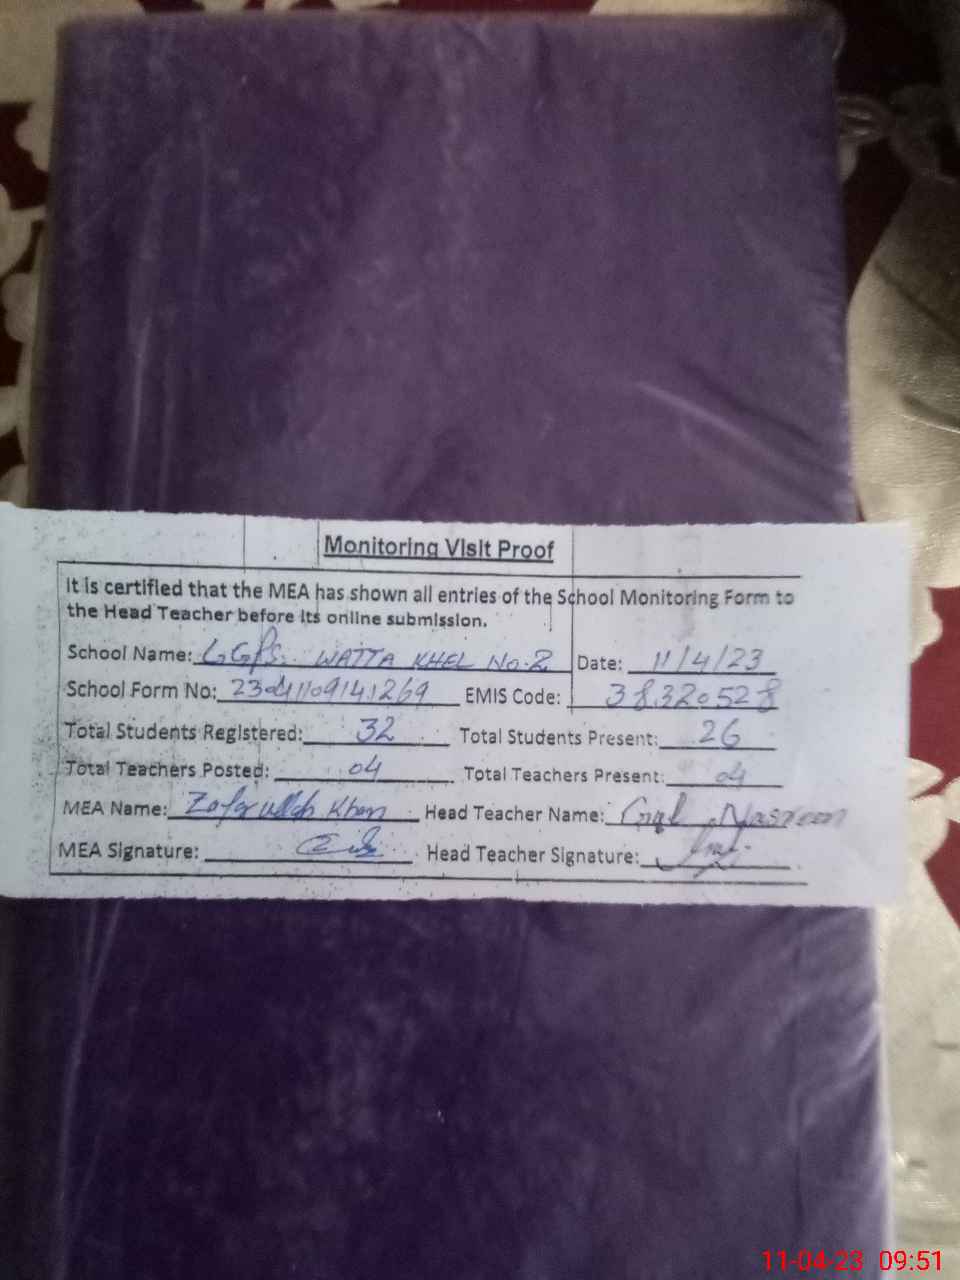 Monitoring Visit Proof
It is certified that the MEA has shown all entries of the School Monitoring Form to
the Head Teacher before its online submission.
School Name: GGPS. WATTA KHEL No.2 Date: 11/4/23
School Form No: 23041109141269 EMIS Code: 38320528
Total Students Registered: 32 Total Students Present: 26
Total Teachers Posted: 04 Total Teachers Present: 04
MEA Name: Zafar ullah Khan Head Teacher Name: Gul Nasreen
MEA Signature: Head Teacher Signature:
11-04-23 09:51